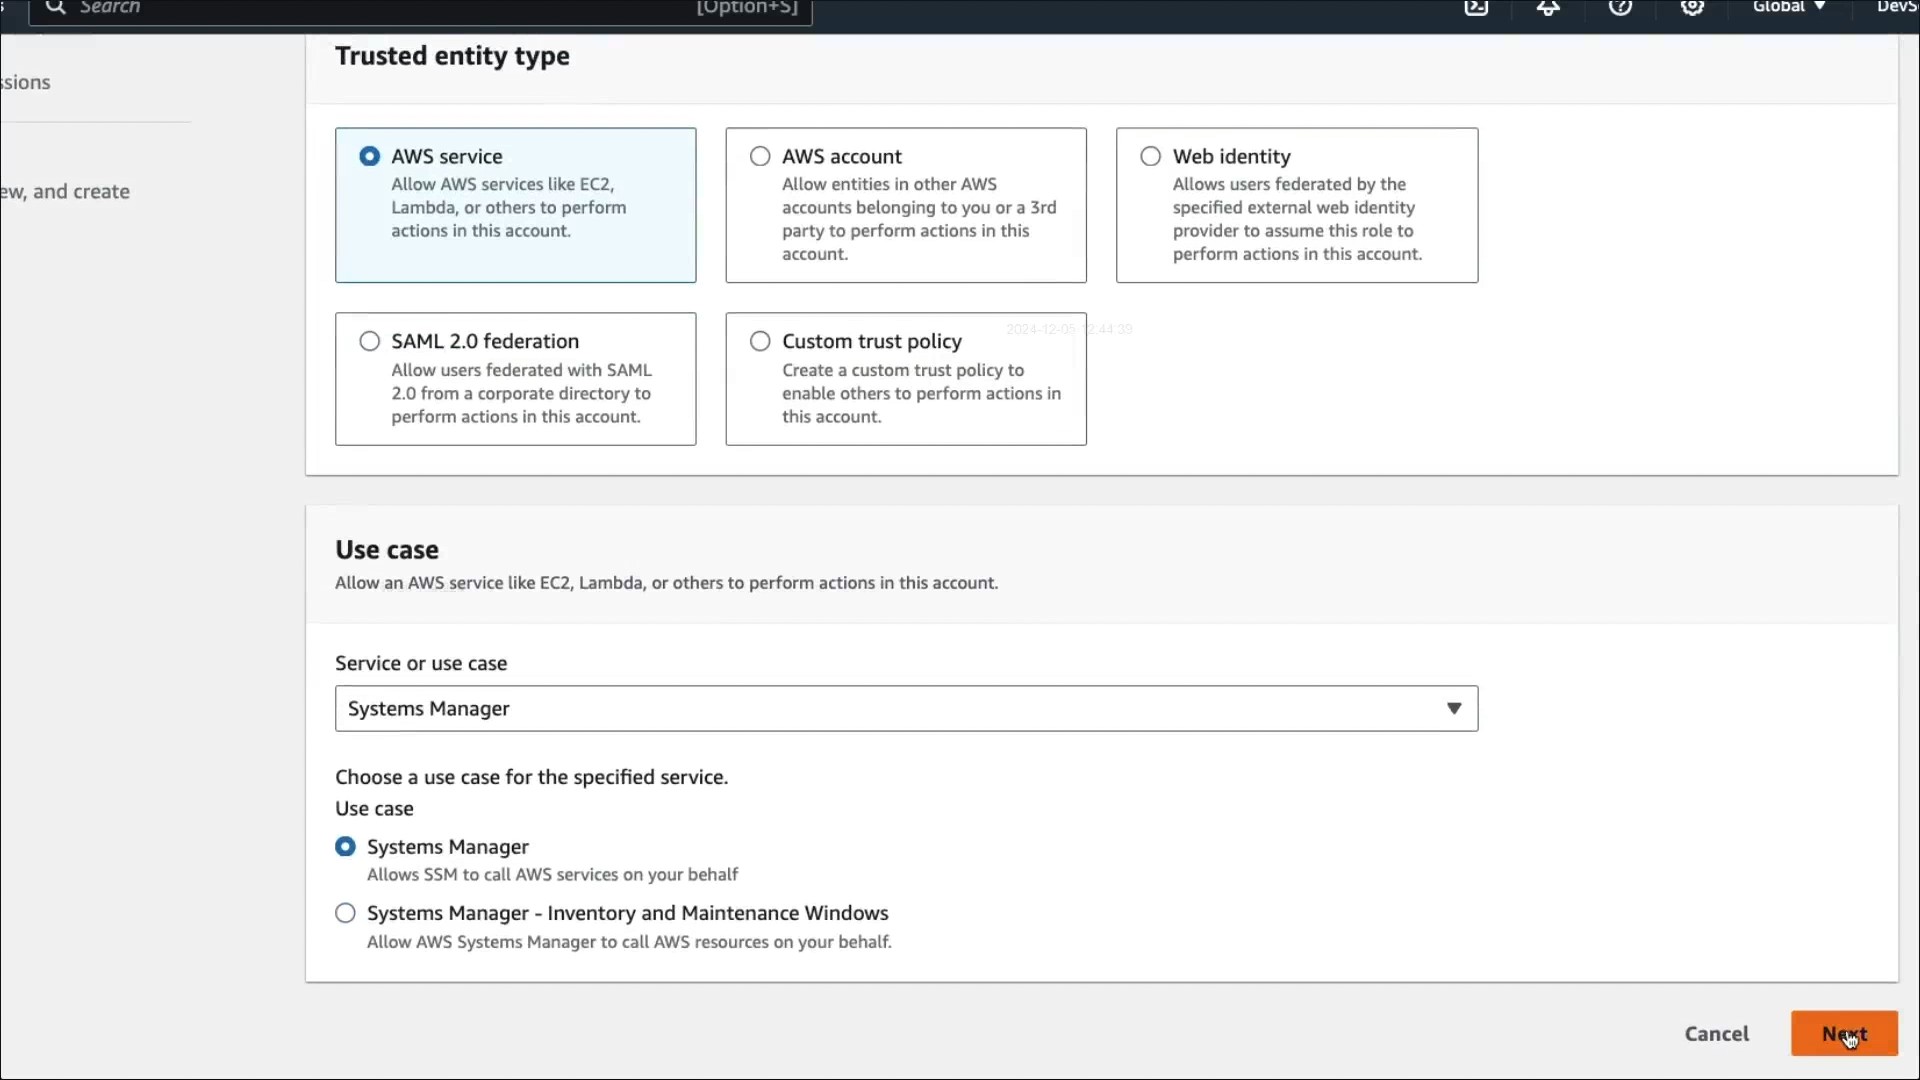 Search [Option+S] Global DevS
Trusted entity type
ssions
AWS service
Allow AWS services like EC2,
Lambda, or others to perform
actions in this account.
AWS account
Allow entities in other AWS
accounts belonging to you or a 3rd
party to perform actions in this
account.
Web identity
Allows users federated by the
specified external web identity
provider to assume this role to
perform actions in this account.
ew, and create
SAML 2.0 federation
Allow users federated with SAML
2.0 from a corporate directory to
perform actions in this account.
Custom trust policy
Create a custom trust policy to
enable others to perform actions in
this account.
2024-12-05 12:44:39
Use case
Allow an AWS service like EC2, Lambda, or others to perform actions in this account.
Service or use case
Systems Manager
Choose a use case for the specified service.
Use case
Systems Manager
Allows SSM to call AWS services on your behalf
Systems Manager - Inventory and Maintenance Windows
Allow AWS Systems Manager to call AWS resources on your behalf.
Cancel
Next